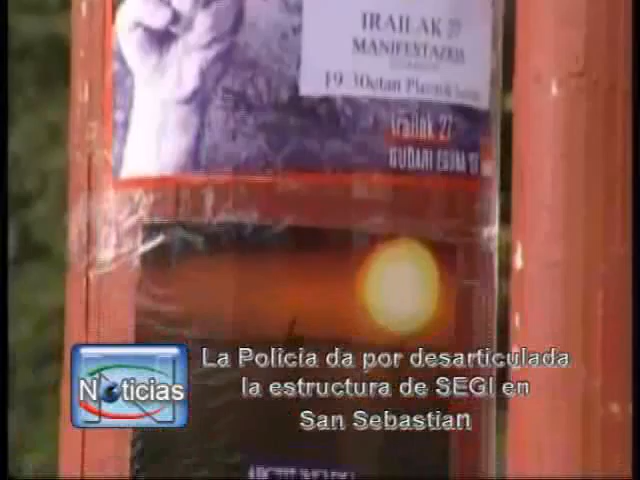 IRAILAK 27
MANIFESTAZIOA
19:30etan
irailak 27
GUDARI EGUNA
Noticias
La Policia da por desarticulada
la estructura de SEGI en
San Sebastian